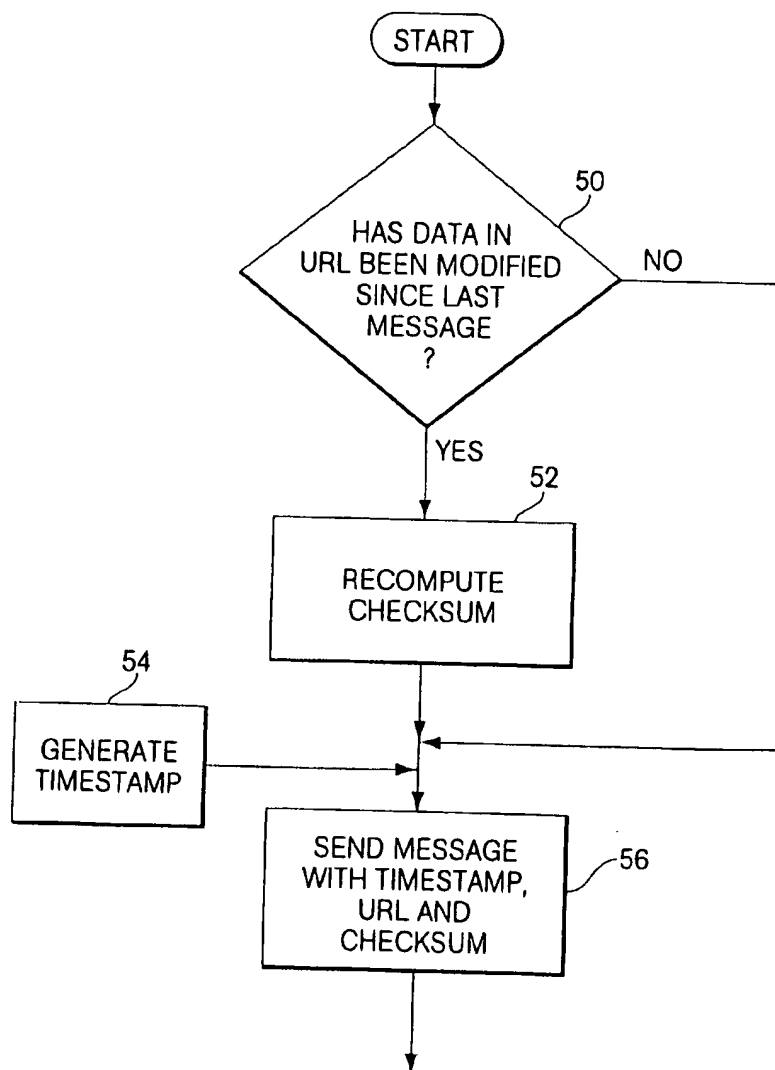 START
50
HAS DATA IN
URL BEEN MODIFIED
SINCE LAST
MESSAGE
?
NO
YES
52
RECOMPUTE
CHECKSUM
54
GENERATE
TIMESTAMP
SEND MESSAGE
WITH TIMESTAMP,
URL AND
CHECKSUM
56